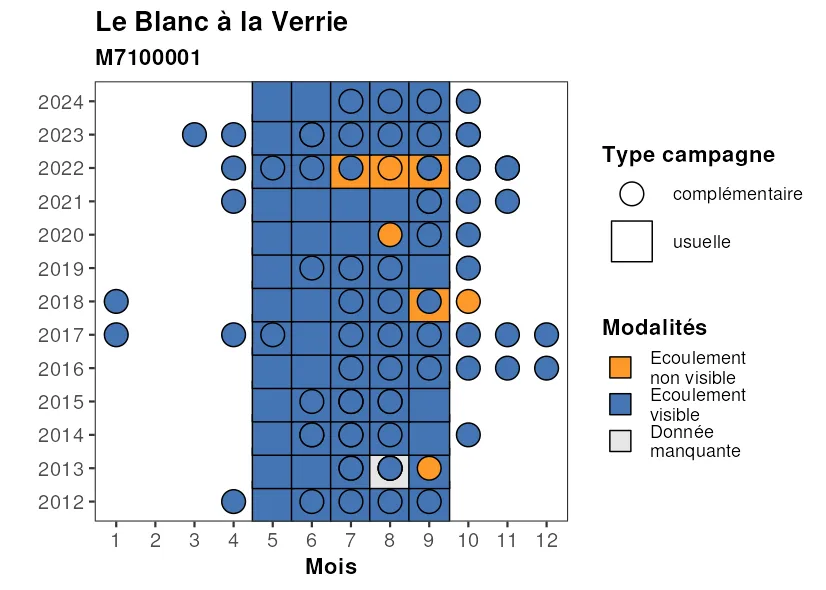 Le Blanc à la Verrie
M7100001
2024
2023
2022
2021
2020
2019
2018
2017
2016
2015
2014
2013
2012
1 2 3 4 5 6 7 8 9 10 11 12
Mois
Type campagne
complémentaire
usuelle
Modalités
Ecoulement
non visible
Ecoulement
visible
Donnée
manquante